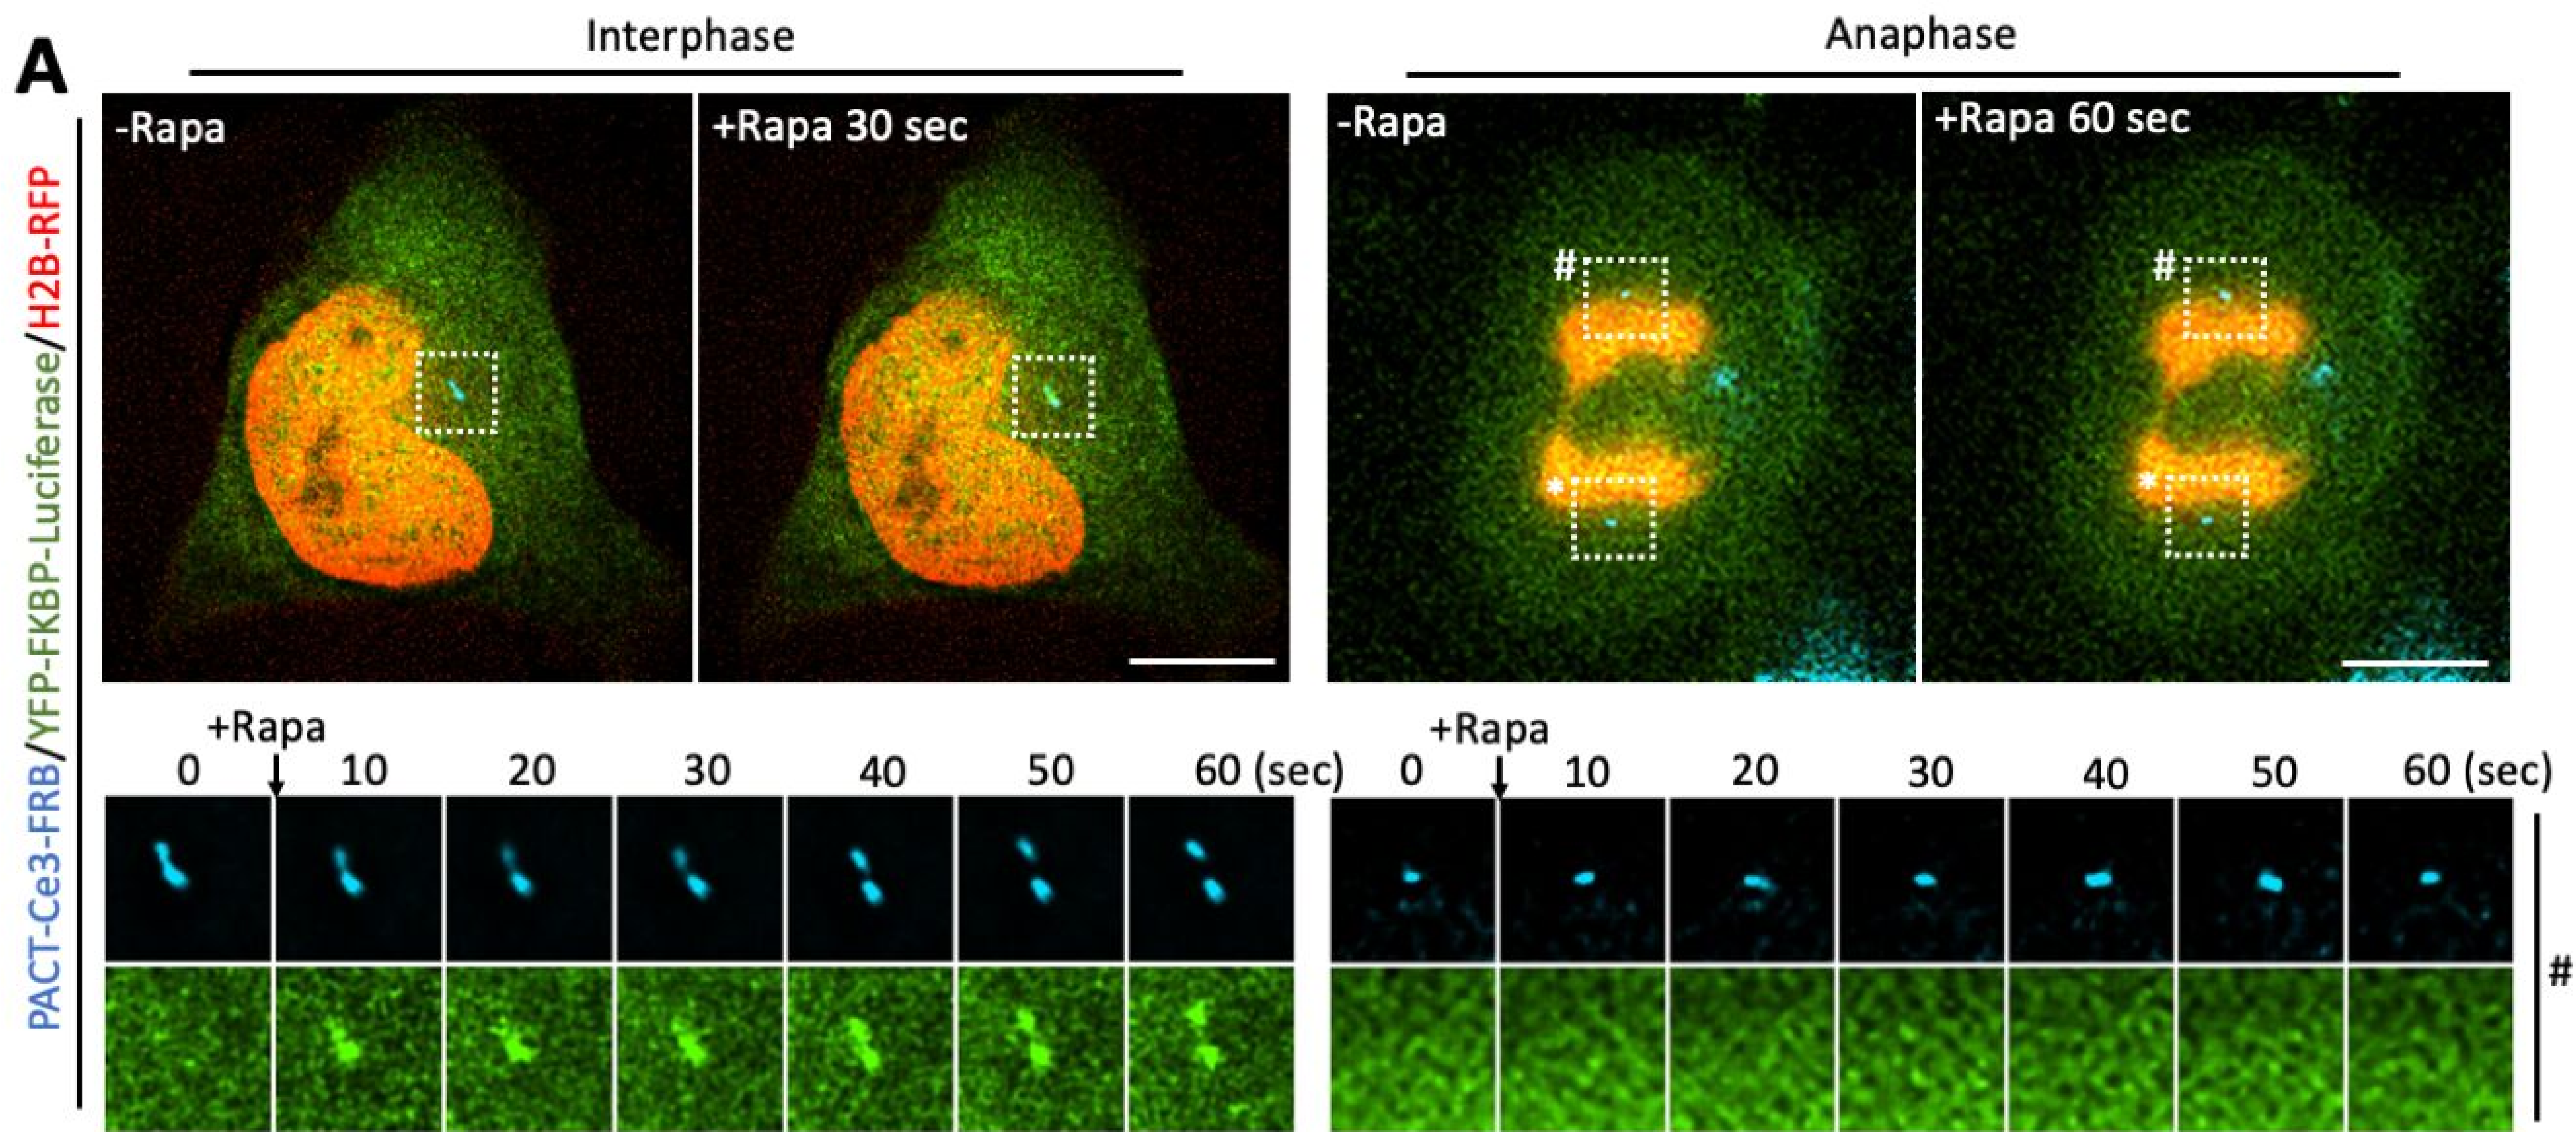 A
Interphase
Anaphase
-Rapa
+Rapa 30 sec
-Rapa
+Rapa 60 sec
#
#
*
*
PACT-Ce3-FRB/YFP-FKBP-Luciferase/H2B-RFP
+Rapa
+Rapa
0 10 20 30 40 50 60 (sec)
0 10 20 30 40 50 60 (sec)
#